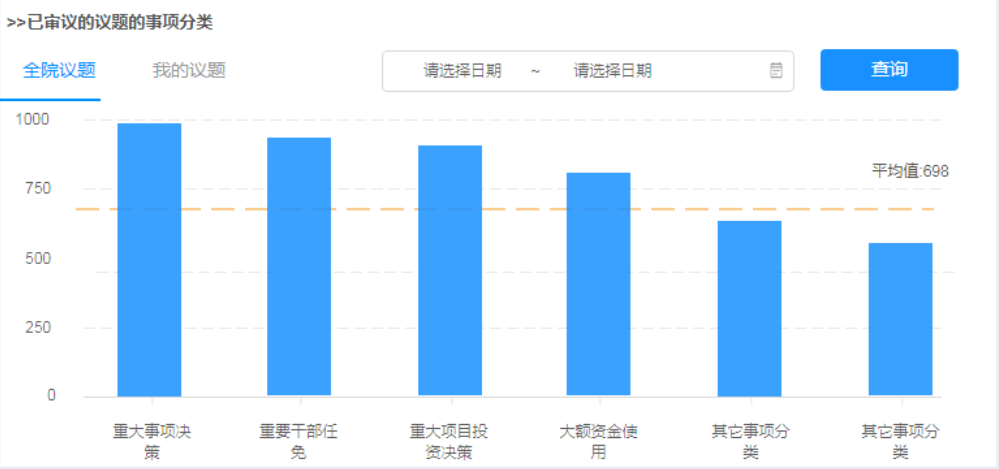 >>已审议的议题的事项分类
全院议题 我的议题 请选择日期 ~ 请选择日期 查询
1000
平均值:698
750
500
250
0
重大事项决
策
重要干部任
免
重大项目投
资决策
大额资金使
用
其它事项分
类
其它事项分
类